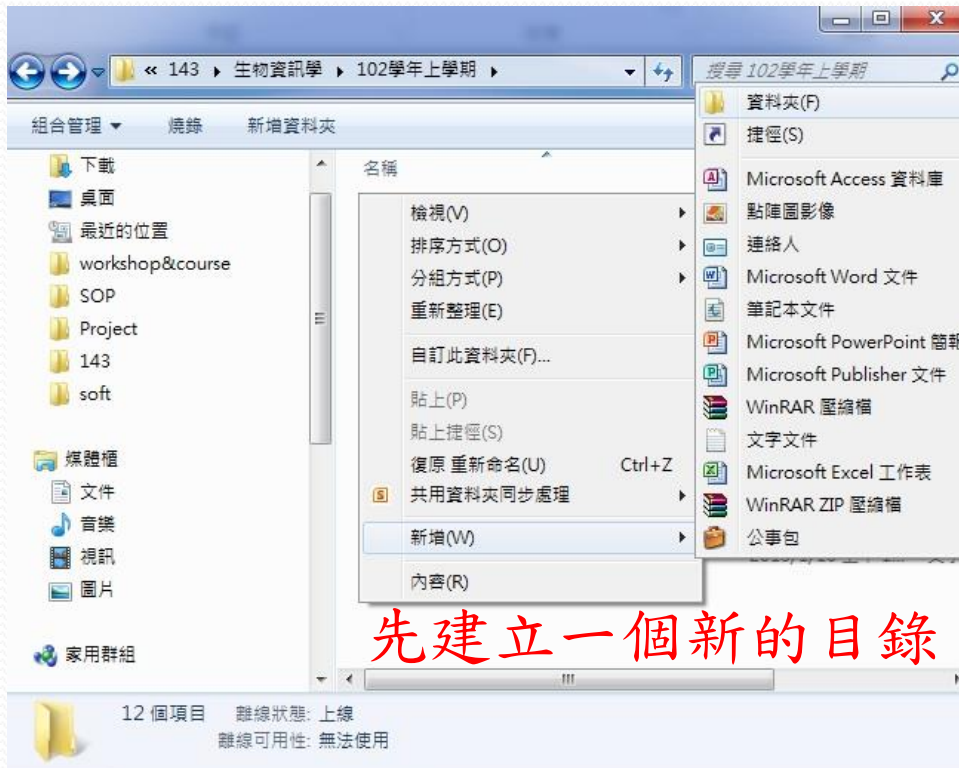 « 143 ▸ 生物資訊學 ▸ 102學年上學期 ▸
搜尋 102學年上學期
組合管理 ▼ 燒錄 新增資料夾
下載
桌面
最近的位置
workshop&course
SOP
Project
143
soft
媒體櫃
文件
音樂
視訊
圖片
家用群組
名稱
檢視(V)
排序方式(O)
分組方式(P)
重新整理(E)
自訂此資料夾(F)...
貼上(P)
貼上捷徑(S)
復原 重新命名(U) Ctrl+Z
共用資料夾同步處理
新增(W)
內容(R)
資料夾(F)
捷徑(S)
Microsoft Access 資料庫
點陣圖影像
連絡人
Microsoft Word 文件
筆記本文件
Microsoft PowerPoint 簡報
Microsoft Publisher 文件
WinRAR 壓縮檔
文字文件
Microsoft Excel 工作表
WinRAR ZIP 壓縮檔
公事包
先建立一個新的目錄
12 個項目 離線狀態: 上線
離線可用性: 無法使用